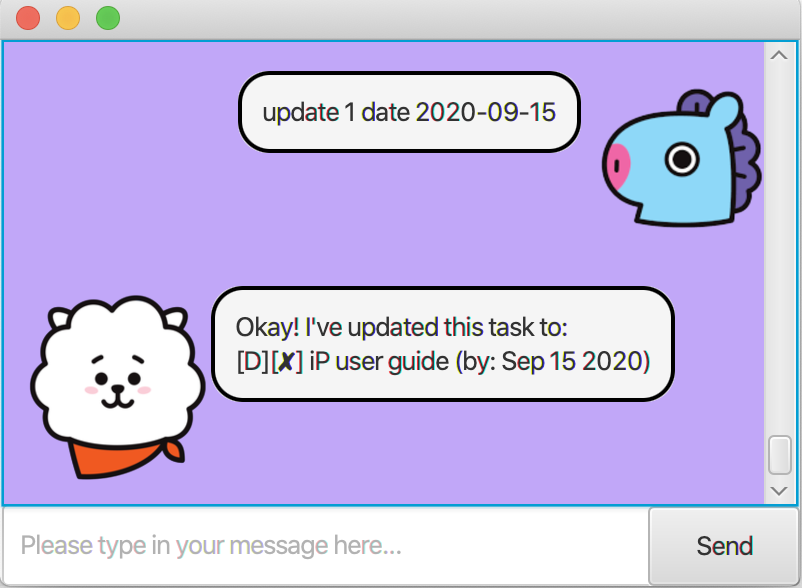 update 1 date 2020-09-15
Okay! I've updated this task to:
[D][✘] iP user guide (by: Sep 15 2020)
Please type in your message here...
Send